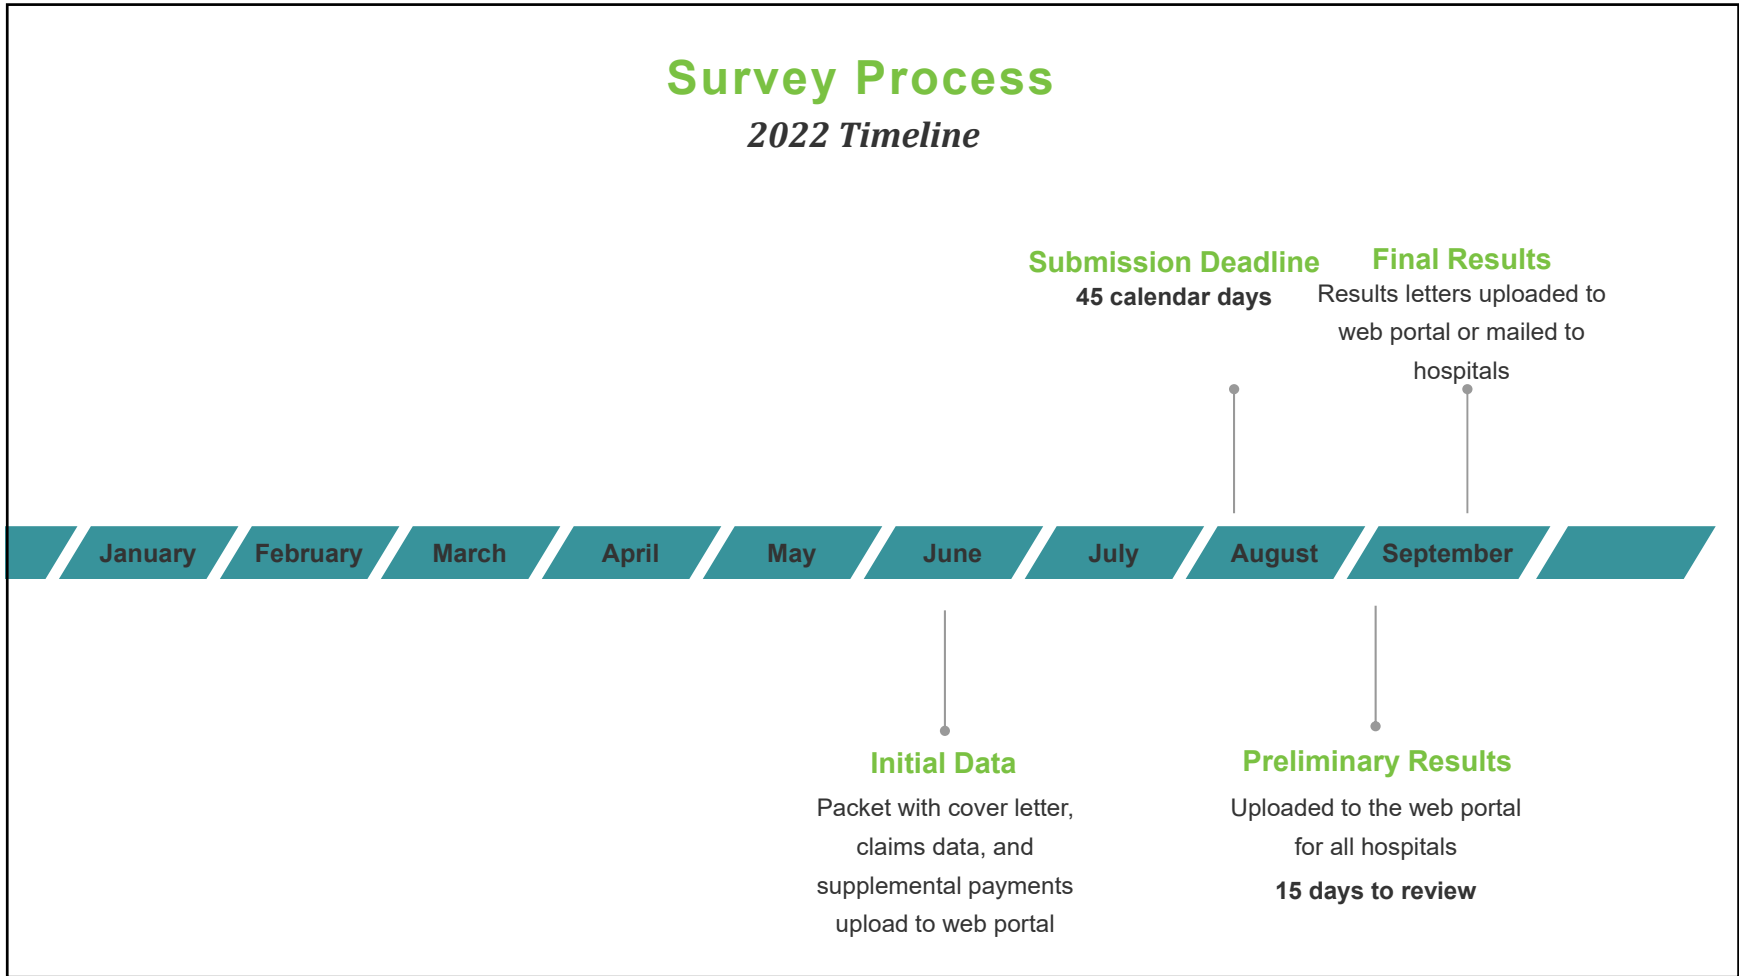 Survey Process
2022 Timeline
Submission Deadline
45 calendar days
Final Results
Results letters uploaded to
web portal or mailed to
hospitals
January
February
March
April
May
June
July
August
September
Initial Data
Packet with cover letter,
claims data, and
supplemental payments
upload to web portal
Preliminary Results
Uploaded to the web portal
for all hospitals
15 days to review